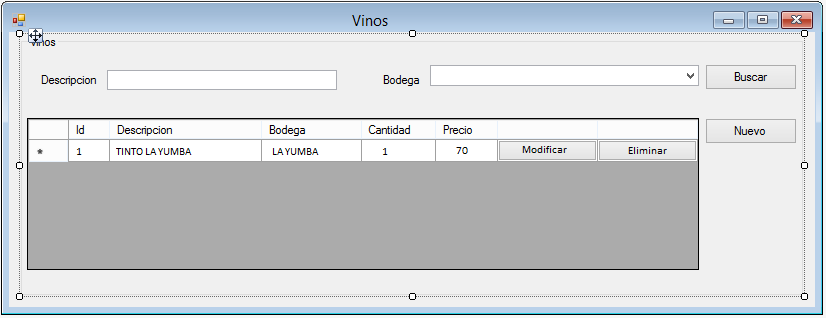 Vinos
Vinos
Descripcion Bodega Buscar
Nuevo
Id Descripcion Bodega Cantidad Precio
* 1 TINTO LA YUMBA LA YUMBA 1 70 Modificar Eliminar